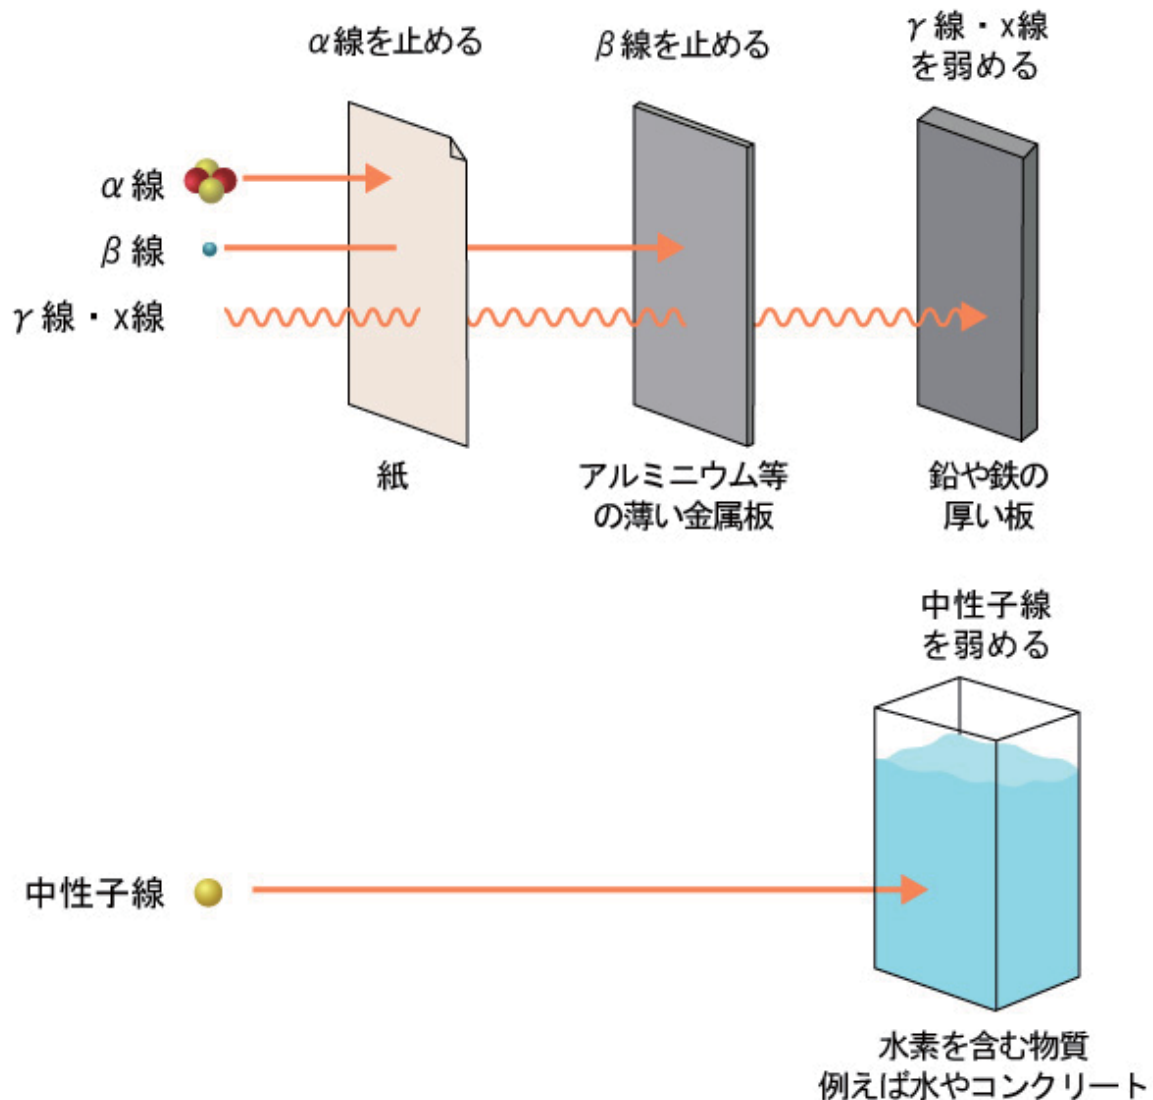 α線を止める
β線を止める
γ線・x線
を弱める
α線
β線
γ線・x線
紙
アルミニウム等
の薄い金属板
鉛や鉄の
厚い板
中性子線
を弱める
中性子線
水素を含む物質
例えば水やコンクリート